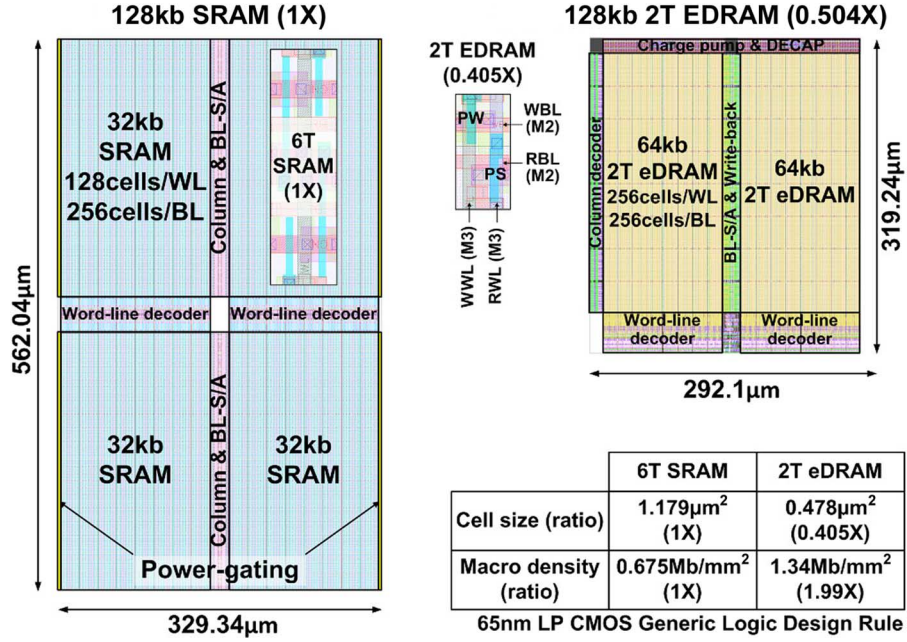 128kb SRAM (1X)
562.04µm
32kb
SRAM
128cells/WL
256cells/BL
Column & BL-S/A
6T
SRAM
(1X)
Word-line decoder
Word-line decoder
32kb
SRAM
Column & BL-S/A
32kb
SRAM
Power-gating
329.34µm
2T EDRAM
(0.405X)
PW
PS
WBL
(M2)
RBL
(M2)
WWL (M3)
RWL (M3)
128kb 2T EDRAM (0.504X)
Charge pump & DECAP
Column decoder
64kb
2T eDRAM
256cells/WL
256cells/BL
BL-S/A & Write-back
64kb
2T eDRAM
Word-line
decoder
Word-line
decoder
319.24µm
292.1µm
6T SRAM 2T eDRAM
Cell size (ratio) 1.179µm² (1X) 0.478µm² (0.405X)
Macro density (ratio) 0.675Mb/mm² (1X) 1.34Mb/mm² (1.99X)
65nm LP CMOS Generic Logic Design Rule